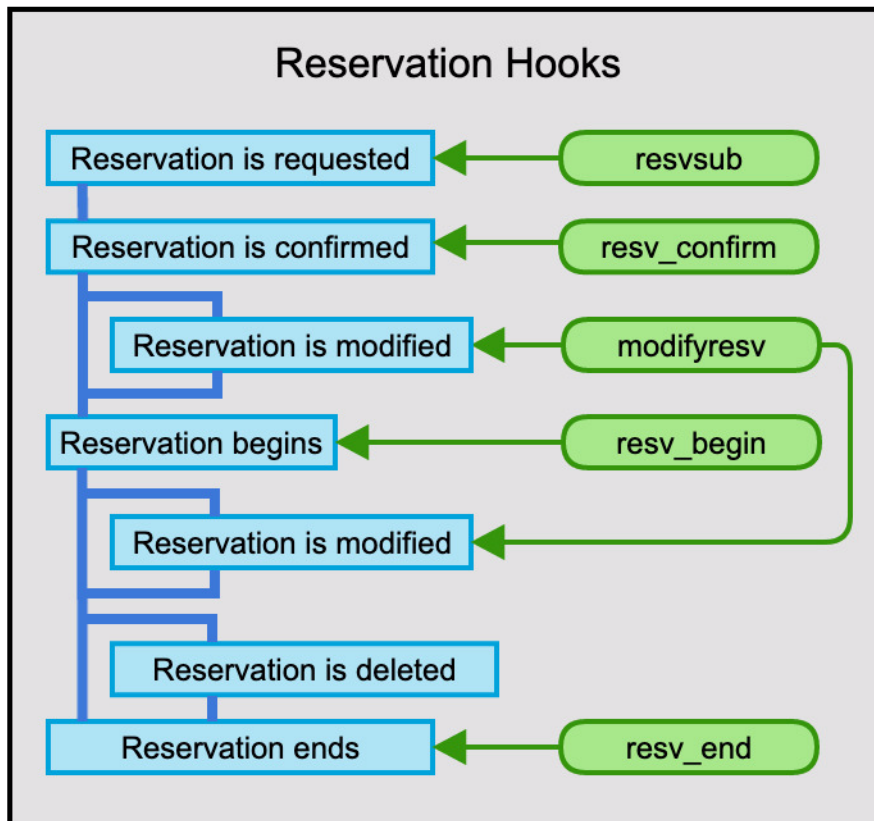 Reservation Hooks
Reservation is requested
resvsub
Reservation is confirmed
resv_confirm
Reservation is modified
modifyresv
Reservation begins
resv_begin
Reservation is modified
Reservation is deleted
Reservation ends
resv_end